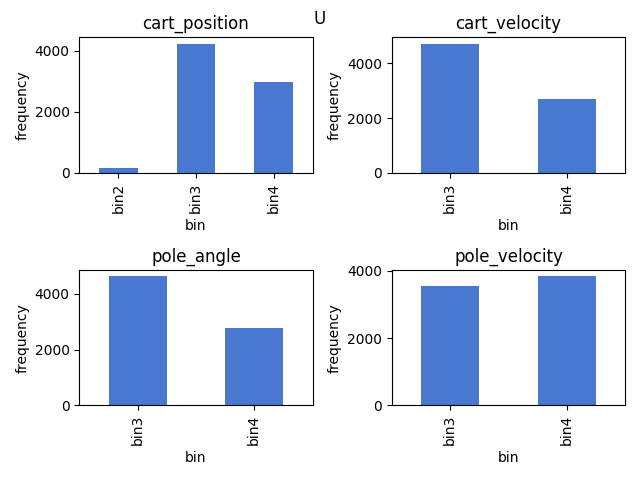 U
cart_position
frequency
4000
2000
0
bin2
bin3
bin4
bin
cart_velocity
frequency
4000
2000
0
bin3
bin4
bin
pole_angle
frequency
4000
2000
0
bin3
bin4
bin
pole_velocity
frequency
4000
2000
0
bin3
bin4
bin